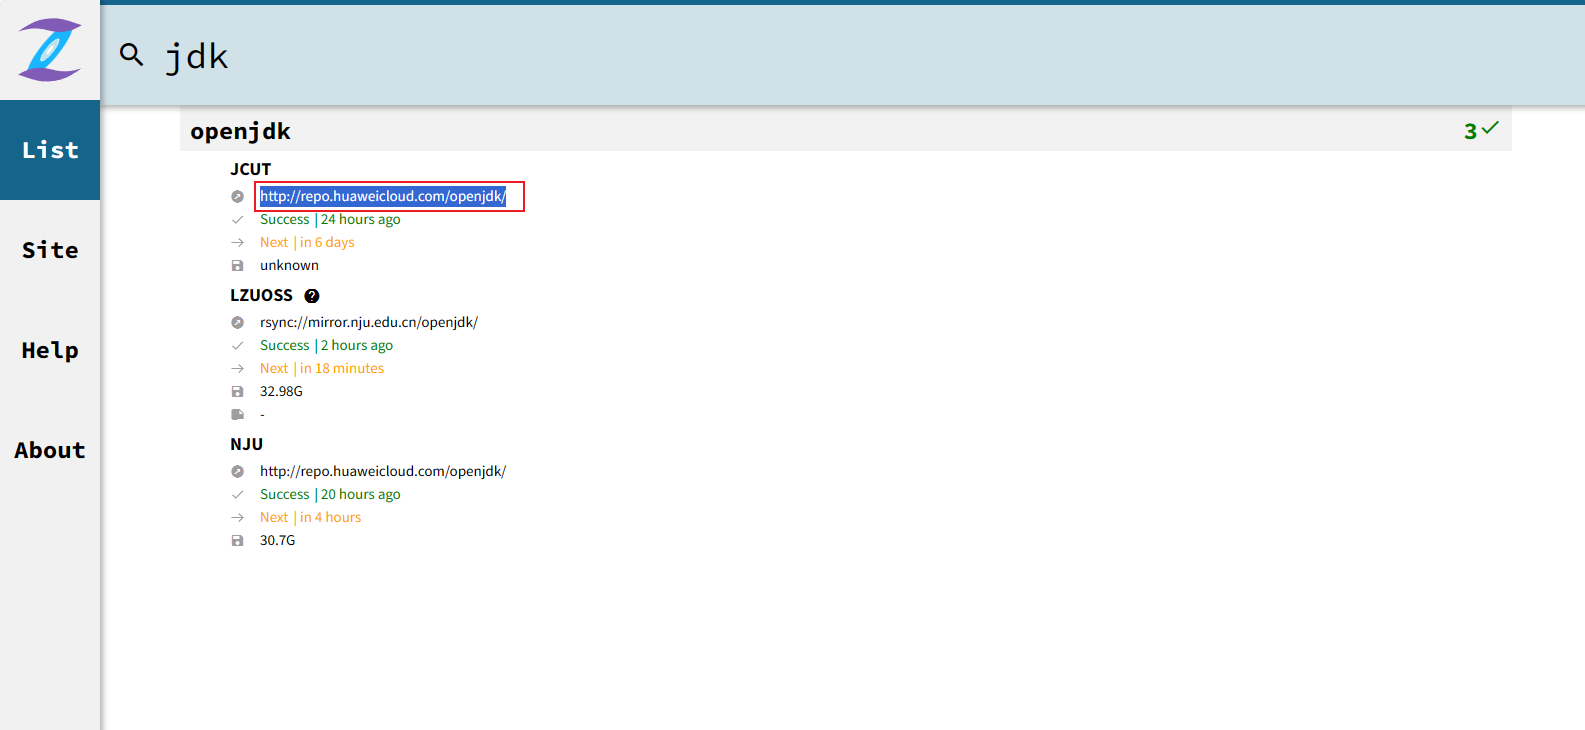 jdk
List
Site
Help
About
openjdk 3
JCUT
http://repo.huaweicloud.com/openjdk/
Success | 24 hours ago
Next | in 6 days
unknown
LZUOSS ?
rsync://mirror.nju.edu.cn/openjdk/
Success | 2 hours ago
Next | in 18 minutes
32.98G
-
NJU
http://repo.huaweicloud.com/openjdk/
Success | 20 hours ago
Next | in 4 hours
30.7G